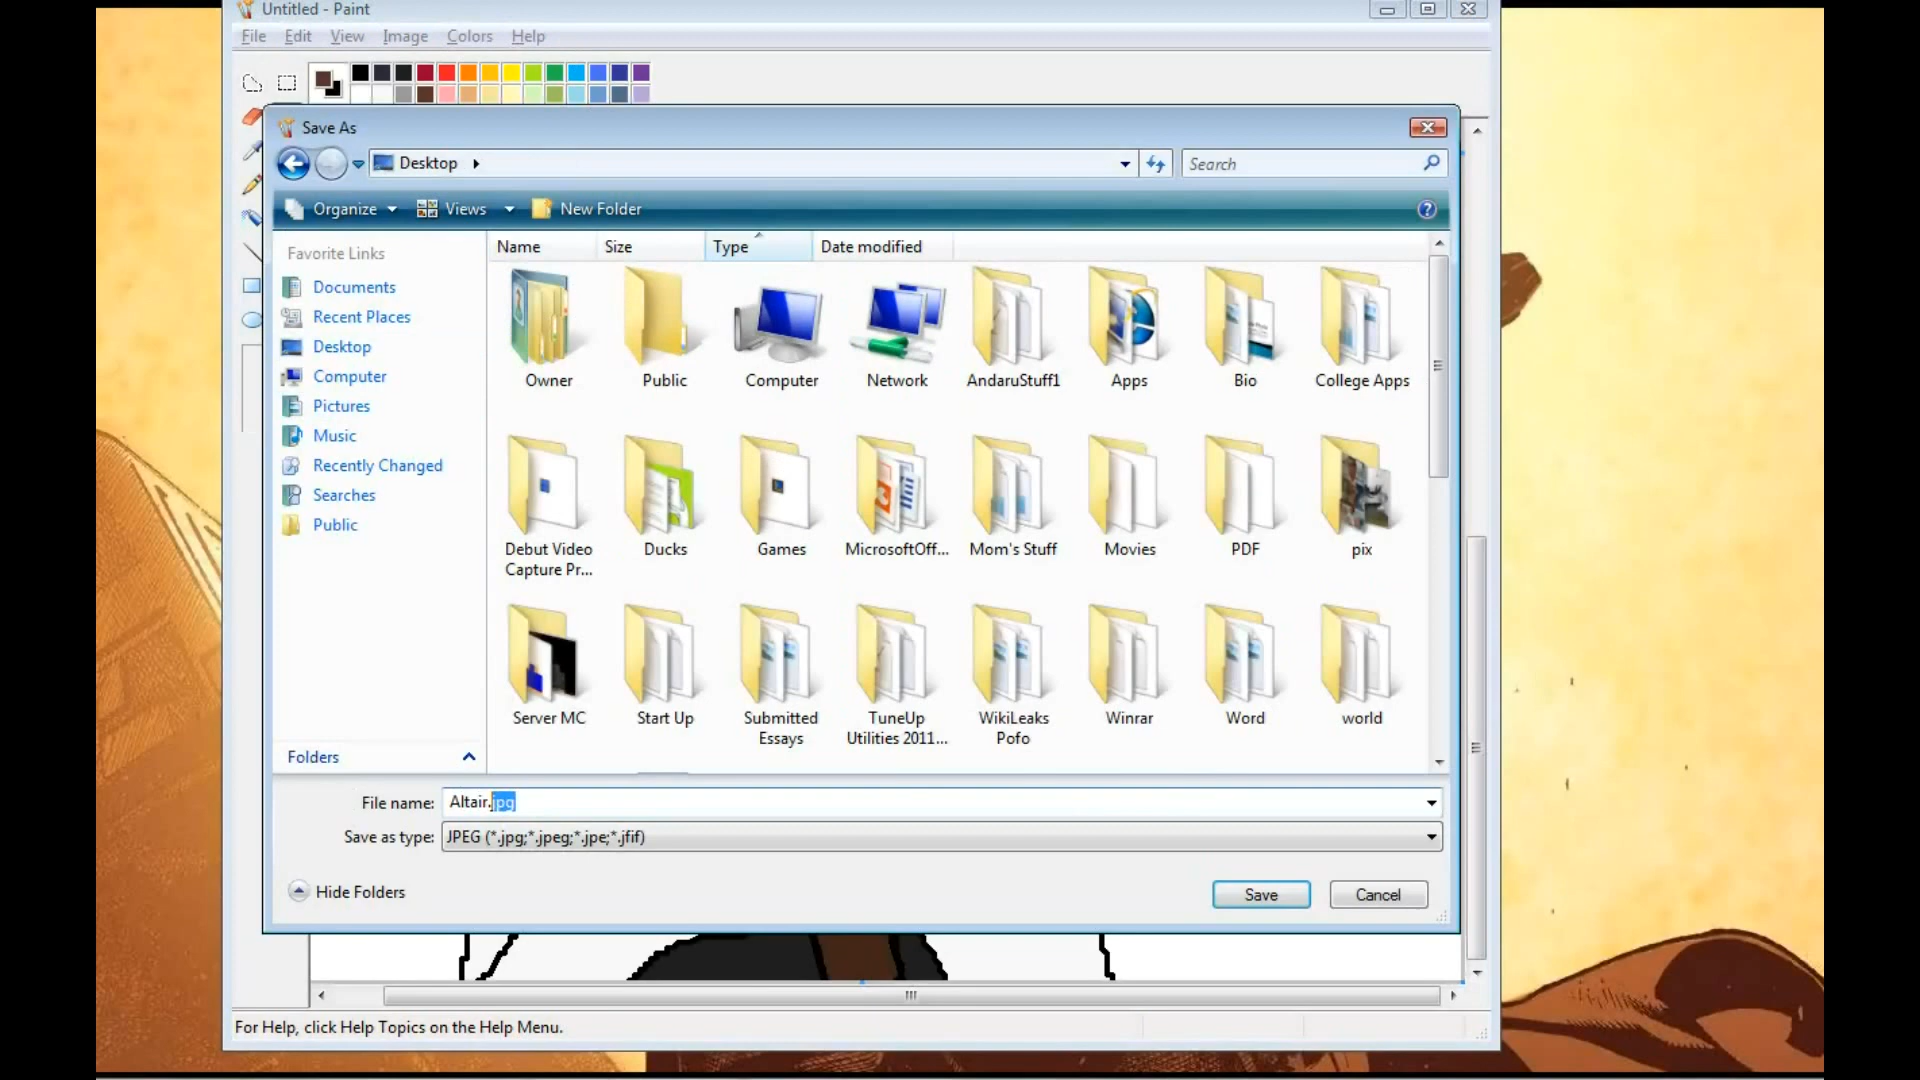 Untitled - Paint
File Edit View Image Colors Help
Save As
Desktop
Search
Organize Views New Folder
Favorite Links
Documents
Recent Places
Desktop
Computer
Pictures
Music
Recently Changed
Searches
Public
Folders
Name Size Type Date modified
Owner Public Computer Network AndaruStuff1 Apps Bio College Apps
Debut Video Capture Pr... Ducks Games MicrosoftOff... Mom's Stuff Movies PDF pix
Server MC Start Up Submitted Essays TuneUp Utilities 2011... WikiLeaks Pofo Winrar Word world
File name: Altair.jpg
Save as type: JPEG (*.jpg;*.jpeg;*.jpe;*.jfif)
Hide Folders Save Cancel
For Help, click Help Topics on the Help Menu.